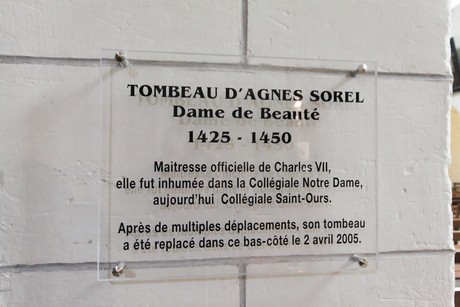 TOMBEAU D'AGNES SOREL
Dame de Beauté
1425 - 1450
Maitresse officielle de Charles VII,
elle fut inhumée dans la Collégiale Notre Dame,
aujourd'hui Collégiale Saint-Ours.
Après de multiples déplacements, son tombeau
a été replacé dans ce bas-côté le 2 avril 2005.